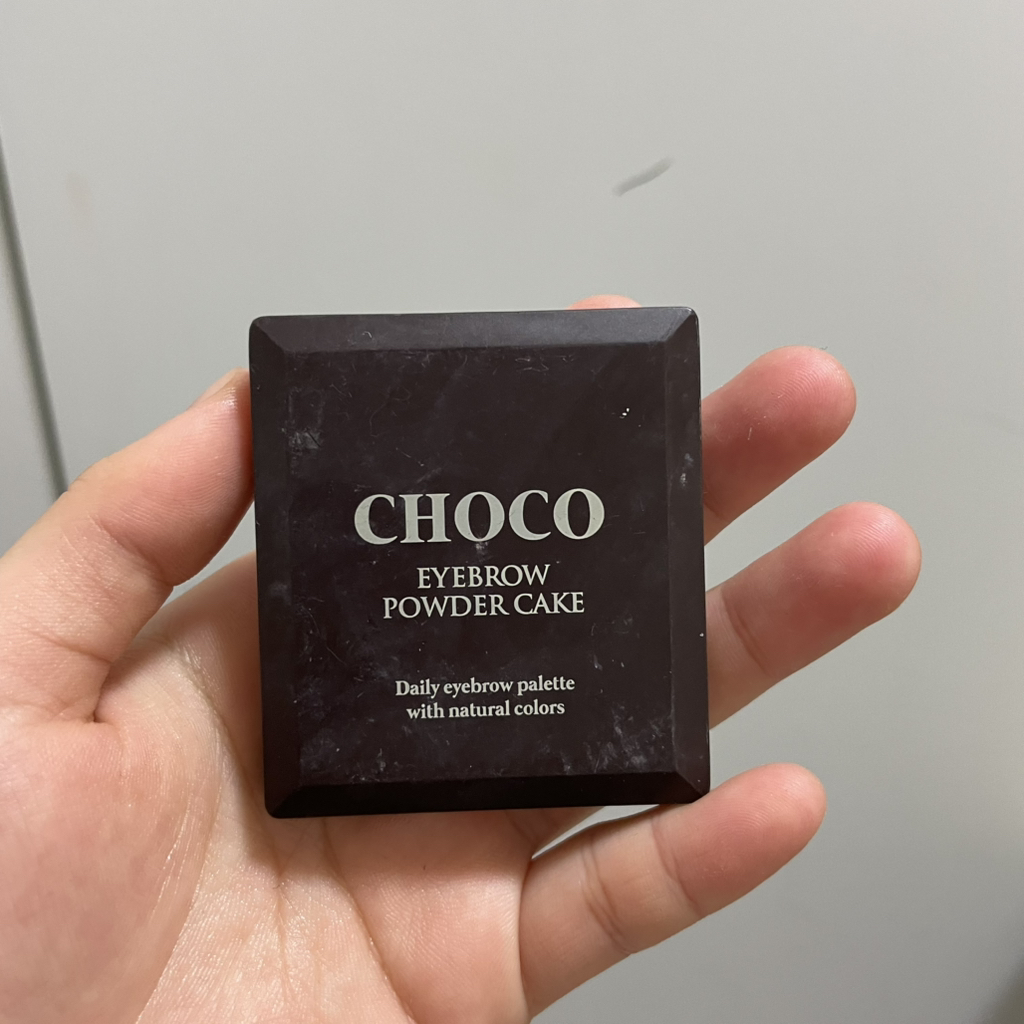 CHOCO
EYEBROW
POWDER CAKE
Daily eyebrow palette
with natural colors